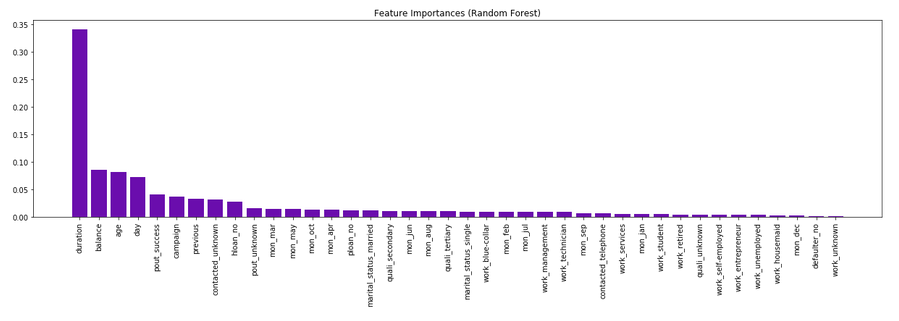 Feature Importances (Random Forest)
0.35
0.30
0.25
0.20
0.15
0.10
0.05
0.00
duration
balance
age
day
pout_success
campaign
previous
contacted_unknown
hloan_no
pout_unknown
mon_mar
mon_may
mon_oct
mon_apr
ploan_no
marital_status_married
quali_secondary
mon_jun
mon_aug
quali_tertiary
marital_status_single
work_blue-collar
mon_feb
mon_jul
work_management
work_technician
mon_sep
contacted_telephone
work_services
mon_jan
work_student
work_retired
quali_unknown
work_self-employed
work_entrepreneur
work_unemployed
work_housemaid
mon_dec
defaulter_no
work_unknown